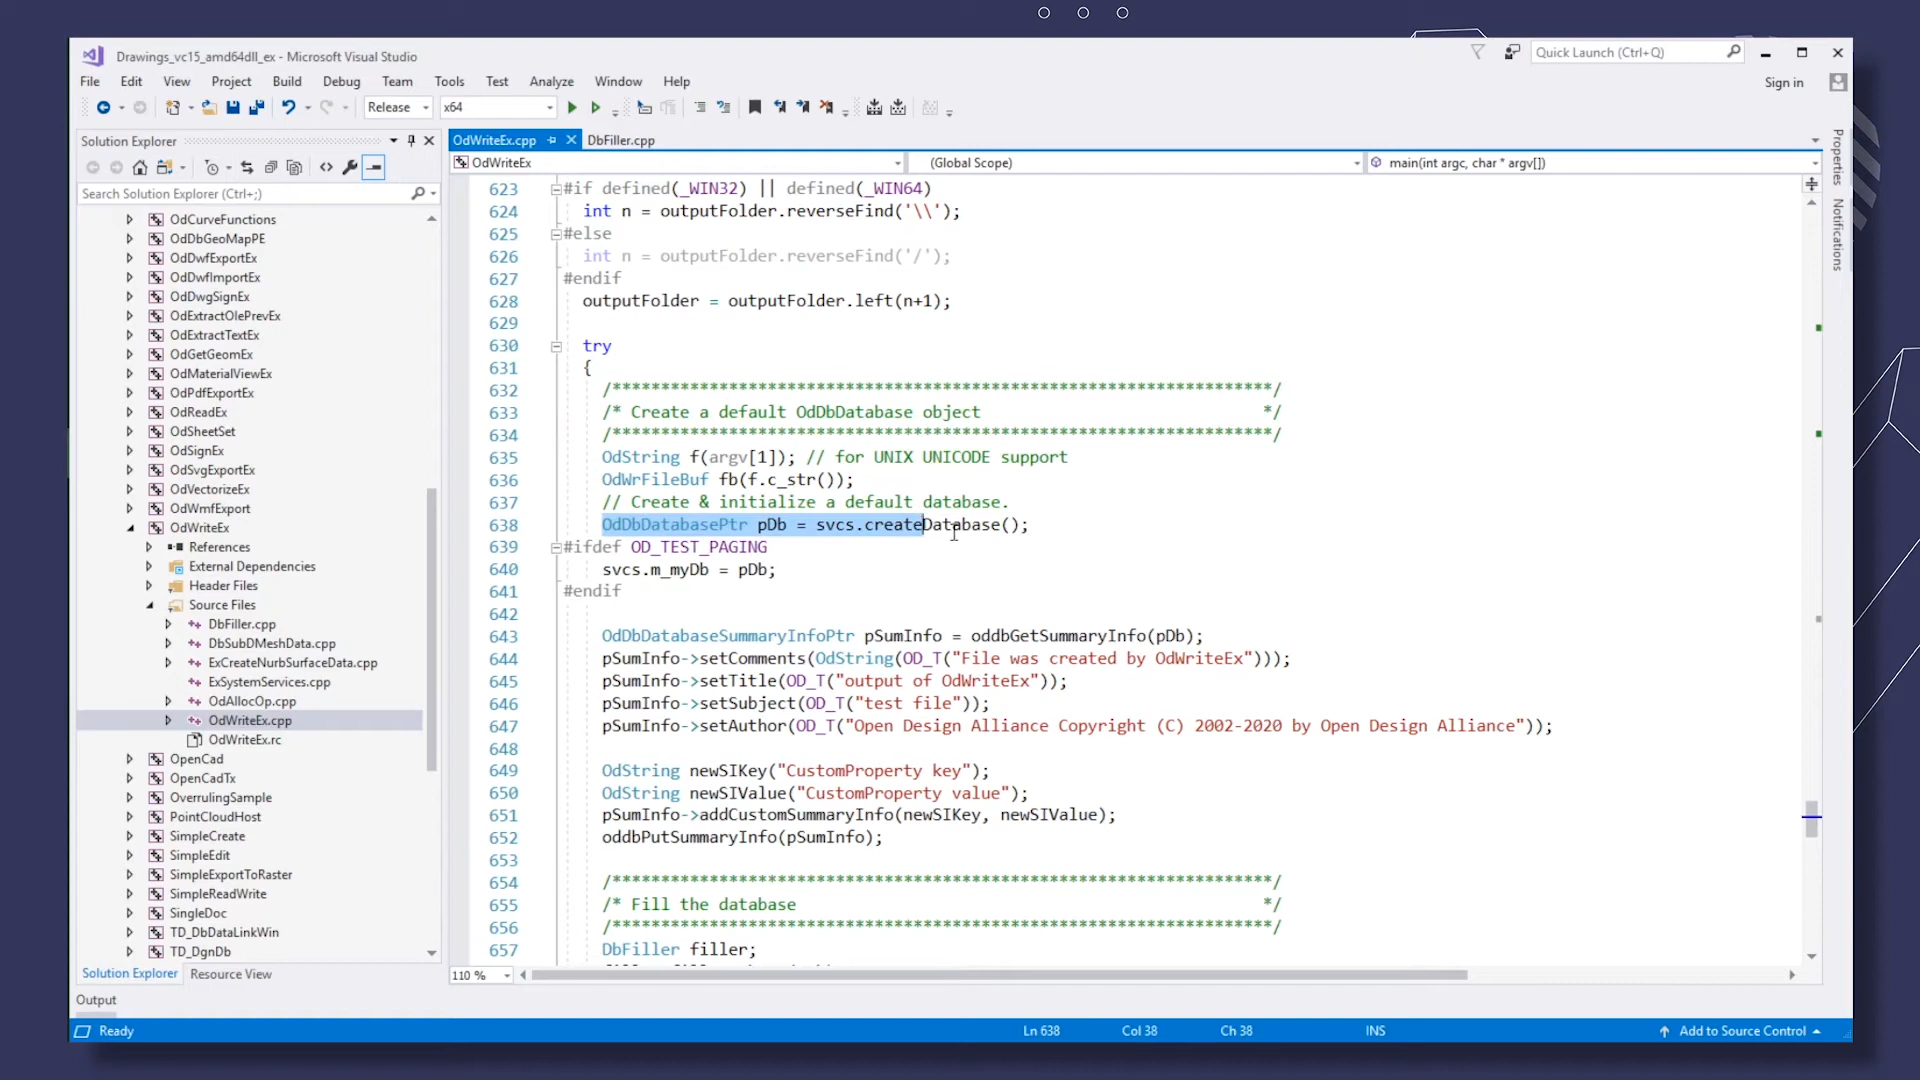 Drawings_vc15_amd64dll_ex - Microsoft Visual Studio
Quick Launch (Ctrl+Q)
File Edit View Project Build Debug Team Tools Test Analyze Window Help
Sign in
Release x64
Solution Explorer
OdWriteEx.cpp DbFiller.cpp
OdWriteEx (Global Scope) main(int argc, char * argv[])
Search Solution Explorer (Ctrl+;)
OdCurveFunctions
OdDbGeoMapPE
OdDwfExportEx
OdDwfImportEx
OdDwgSignEx
OdExtractOlePrevEx
OdExtractTextEx
OdGetGeomEx
OdMaterialViewEx
OdPdfExportEx
OdReadEx
OdSheetSet
OdSignEx
OdSvgExportEx
OdVectorizeEx
OdWmfExport
OdWriteEx
References
External Dependencies
Header Files
Source Files
DbFiller.cpp
DbSubDMeshData.cpp
ExCreateNurbSurfaceData.cpp
ExSystemServices.cpp
OdAllocOp.cpp
OdWriteEx.cpp
OdWriteEx.rc
OpenCad
OpenCadTx
OverrulingSample
PointCloudHost
SimpleCreate
SimpleEdit
SimpleExportToRaster
SimpleReadWrite
SingleDoc
TD_DbDataLinkWin
TD_DgnDb
Solution Explorer Resource View
623 #if defined(_WIN32) || defined(_WIN64)
624 int n = outputFolder.reverseFind('\\');
625 #else
626 int n = outputFolder.reverseFind('/');
627 #endif
628 outputFolder = outputFolder.left(n+1);
629
630 try
631 {
632 /********************************************************************/
633 /* Create a default OdDbDatabase object */
634 /********************************************************************/
635 OdString f(argv[1]); // for UNIX UNICODE support
636 OdWrFileBuf fb(f.c_str());
637 // Create & initialize a default database.
638 OdDbDatabasePtr pDb = svcs.createDatabase();
639 #ifdef OD_TEST_PAGING
640 svcs.m_myDb = pDb;
641 #endif
642
643 OdDbDatabaseSummaryInfoPtr pSumInfo = oddbGetSummaryInfo(pDb);
644 pSumInfo->setComments(OdString(OD_T("File was created by OdWriteEx")));
645 pSumInfo->setTitle(OD_T("output of OdWriteEx"));
646 pSumInfo->setSubject(OD_T("test file"));
647 pSumInfo->setAuthor(OD_T("Open Design Alliance Copyright (C) 2002-2020 by Open Design Alliance"));
648
649 OdString newSIKey("CustomProperty key");
650 OdString newSIValue("CustomProperty value");
651 pSumInfo->addCustomSummaryInfo(newSIKey, newSIValue);
652 oddbPutSummaryInfo(pSumInfo);
653
654 /********************************************************************/
655 /* Fill the database */
656 /********************************************************************/
657 DbFiller filler;
110 %
Properties
Notifications
Output
Ready Ln 638 Col 38 Ch 38 INS Add to Source Control